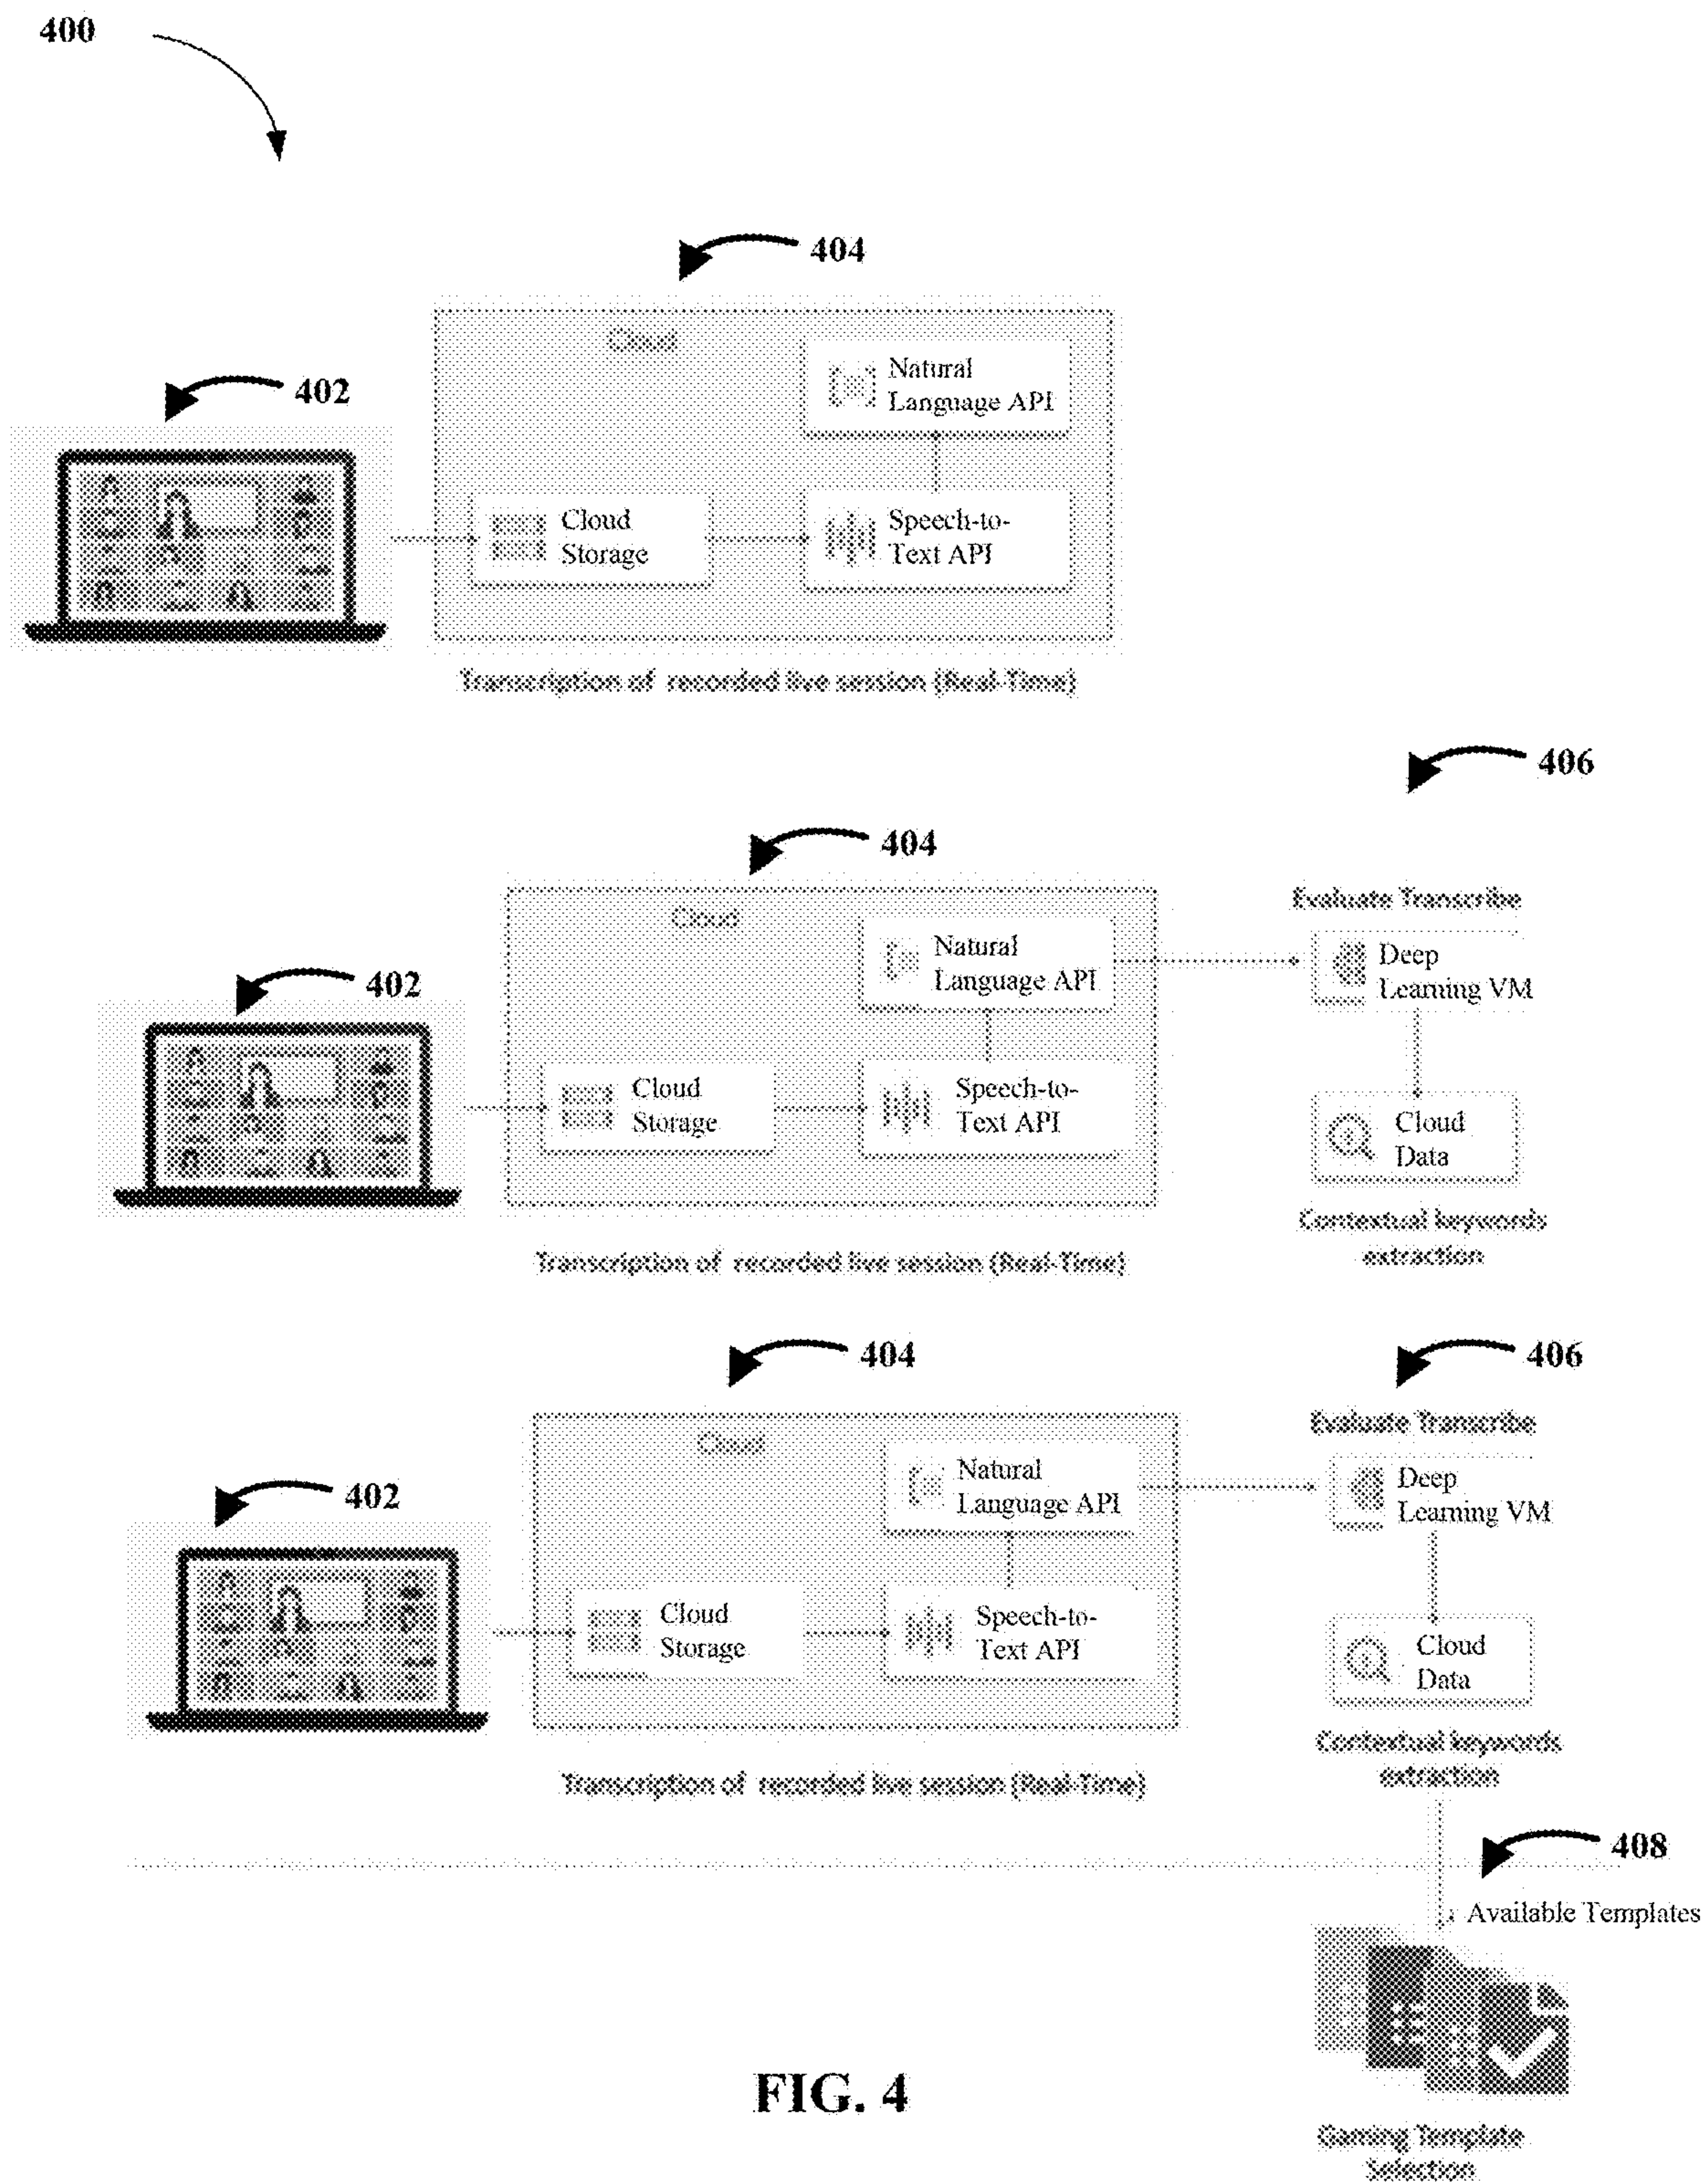 400
404
Cloud
Natural
Language API
402
Cloud
Storage
Speech-to-
Text API
Transcription of recorded live session (Real-Time)
406
404
Evaluate Transcribe
Cloud
Natural
Language API
Deep
Learning VM
402
Cloud
Storage
Speech-to-
Text API
Cloud
Data
Contextual keywords
extraction
Transcription of recorded live session (Real-Time)
404
406
Evaluate Transcribe
Cloud
Natural
Language API
Deep
Learning VM
402
Cloud
Storage
Speech-to-
Text API
Cloud
Data
Contextual keywords
extraction
Transcription of recorded live session (Real-Time)
408
Available Templates
FIG. 4
Gaming Template
Selection